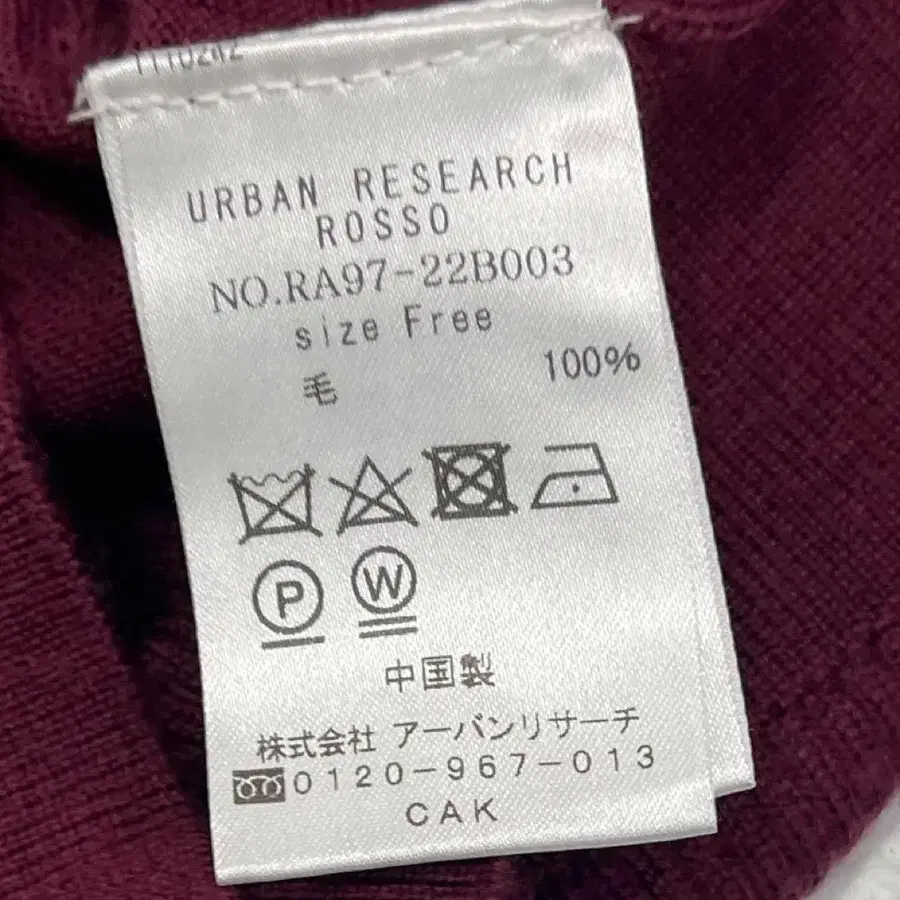 URBAN RESEARCH
ROSSO
NO.RA97-22B003
size Free
毛 100%
P W
中国製
株式会社 アーバンリサーチ
0120-967-013
CAK